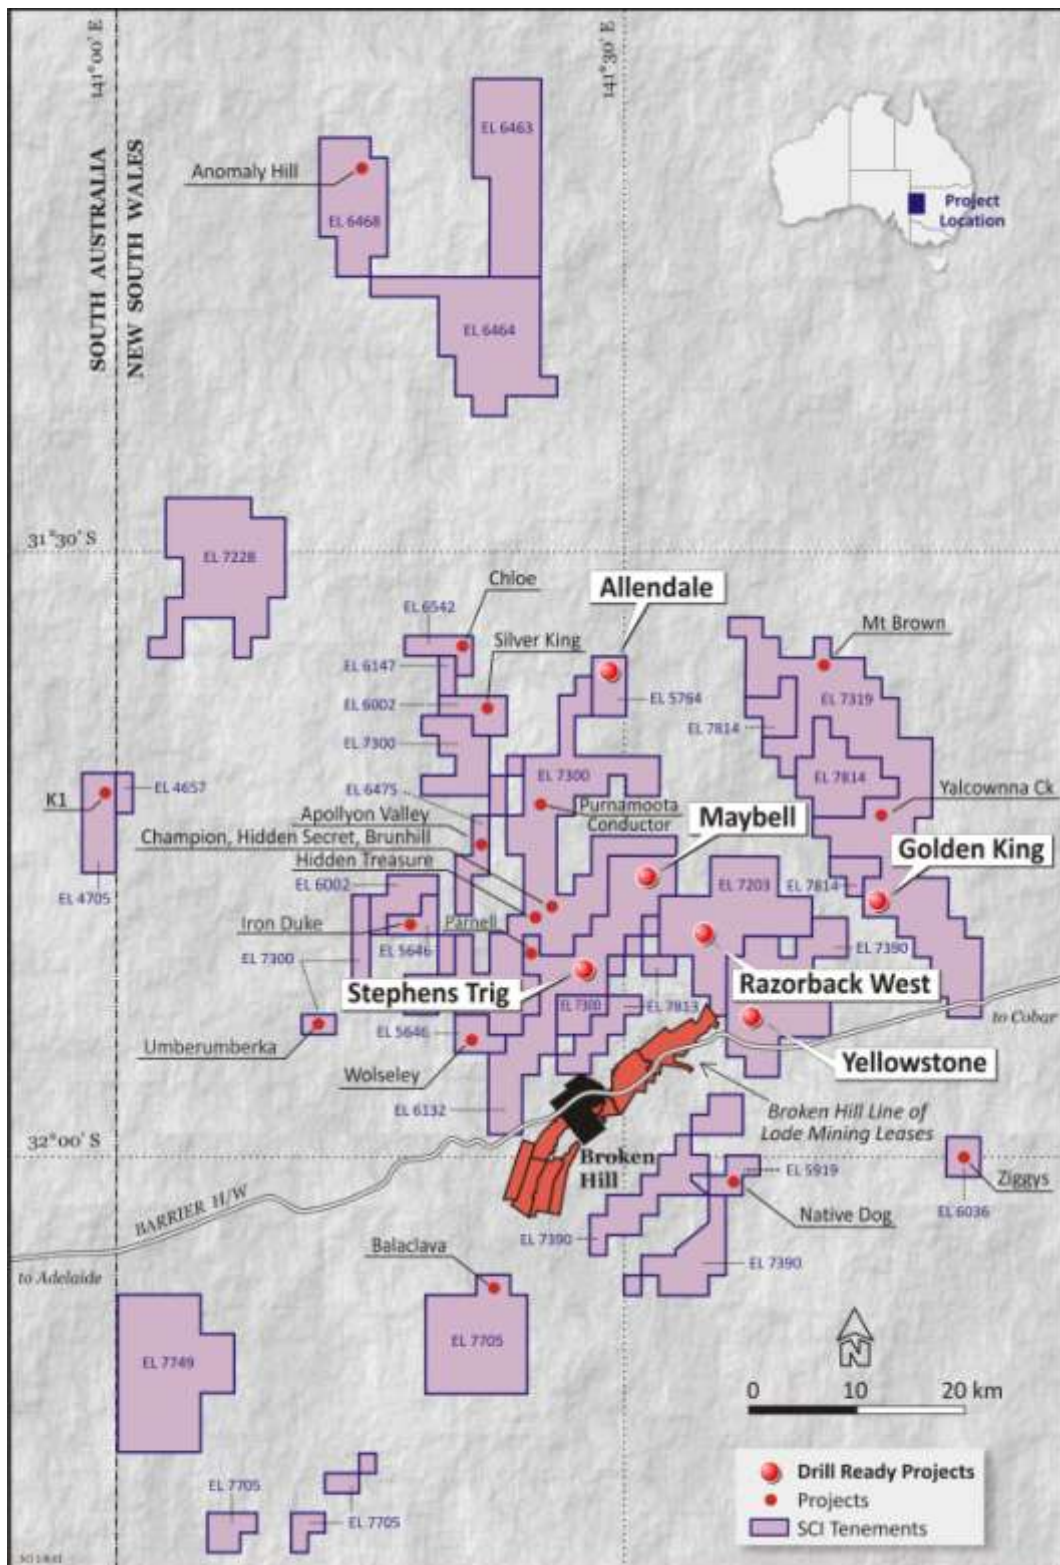 141°00' E
141°30' E
SOUTH AUSTRALIA
NEW SOUTH WALES
EL 6463
Anomaly Hill
EL 6468
Project
Location
EL 6464
31°30' S
EL 7228
Chloe
EL 6542
Allendale
Silver King
Mt Brown
EL 6147
EL 6002
EL 5764
EL 7319
EL 7814
EL 7300
EL 7300
EL 7814
EL 4657
EL 6475
K1
Apollyon Valley
Purnamoota
Conductor
Yalcownna Ck
Champion, Hidden Secret, Brunhill
Maybell
Hidden Treasure
Golden King
EL 6002
EL 7203
EL 7814
EL 4705
Iron Duke
Parnell
EL 7300
EL 5646
EL 7390
Stephens Trig
Razorback West
EL 7300
EL 7813
to Cobar
EL 5646
Umberumberka
Wolseley
Yellowstone
EL 6132
Broken Hill Line of
Lode Mining Leases
32°00' S
Broken
Hill
EL 5919
Ziggys
BARRIER H/W
EL 6036
Native Dog
EL 7390
Balaclava
EL 7390
to Adelaide
EL 7705
EL 7749
N
0 10 20 km
Drill Ready Projects
Projects
SCI Tenements
EL 7705
EL 7705